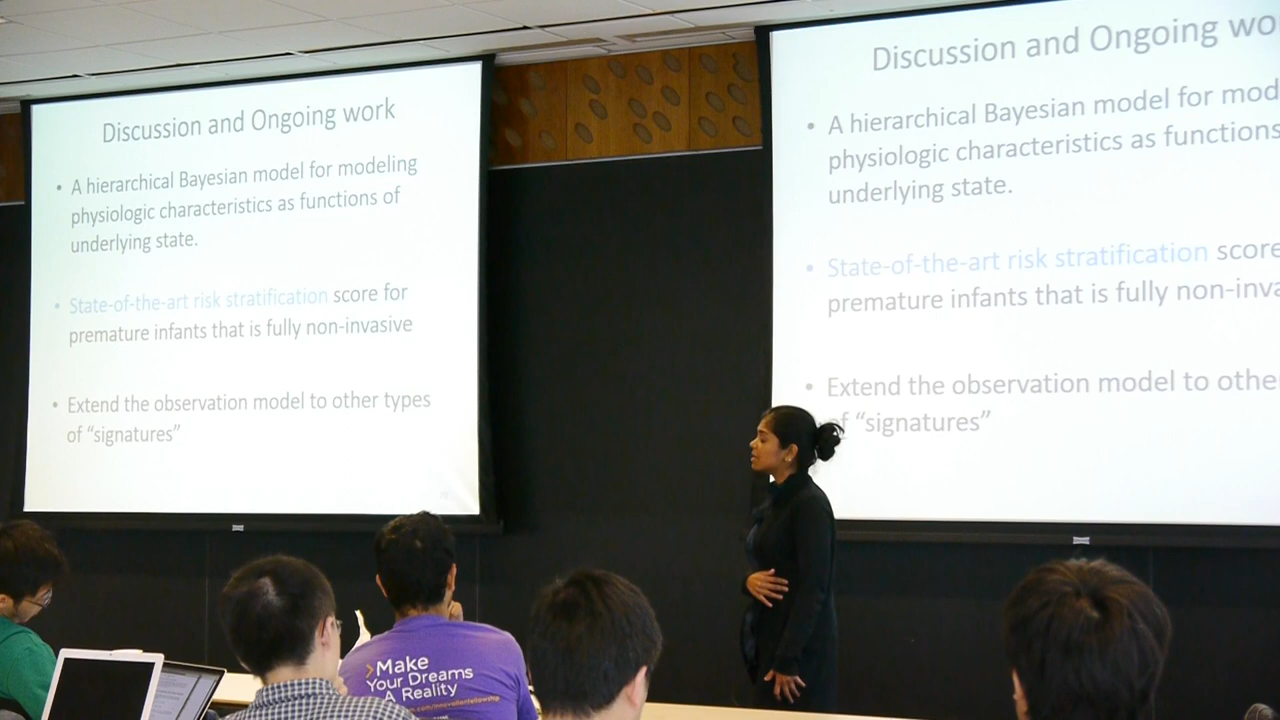 Discussion and Ongoing work
• A hierarchical Bayesian model for modeling
physiologic characteristics as functions of
underlying state.
• State-of-the-art risk stratification score for
premature infants that is fully non-invasive
• Extend the observation model to other types
of “signatures”
Discussion and Ongoing wo
• A hierarchical Bayesian model for mod
physiologic characteristics as functions
underlying state.
• State-of-the-art risk stratification score
premature infants that is fully non-inva
• Extend the observation model to othe
of “signatures”
>Make
Your Dreams
A Reality